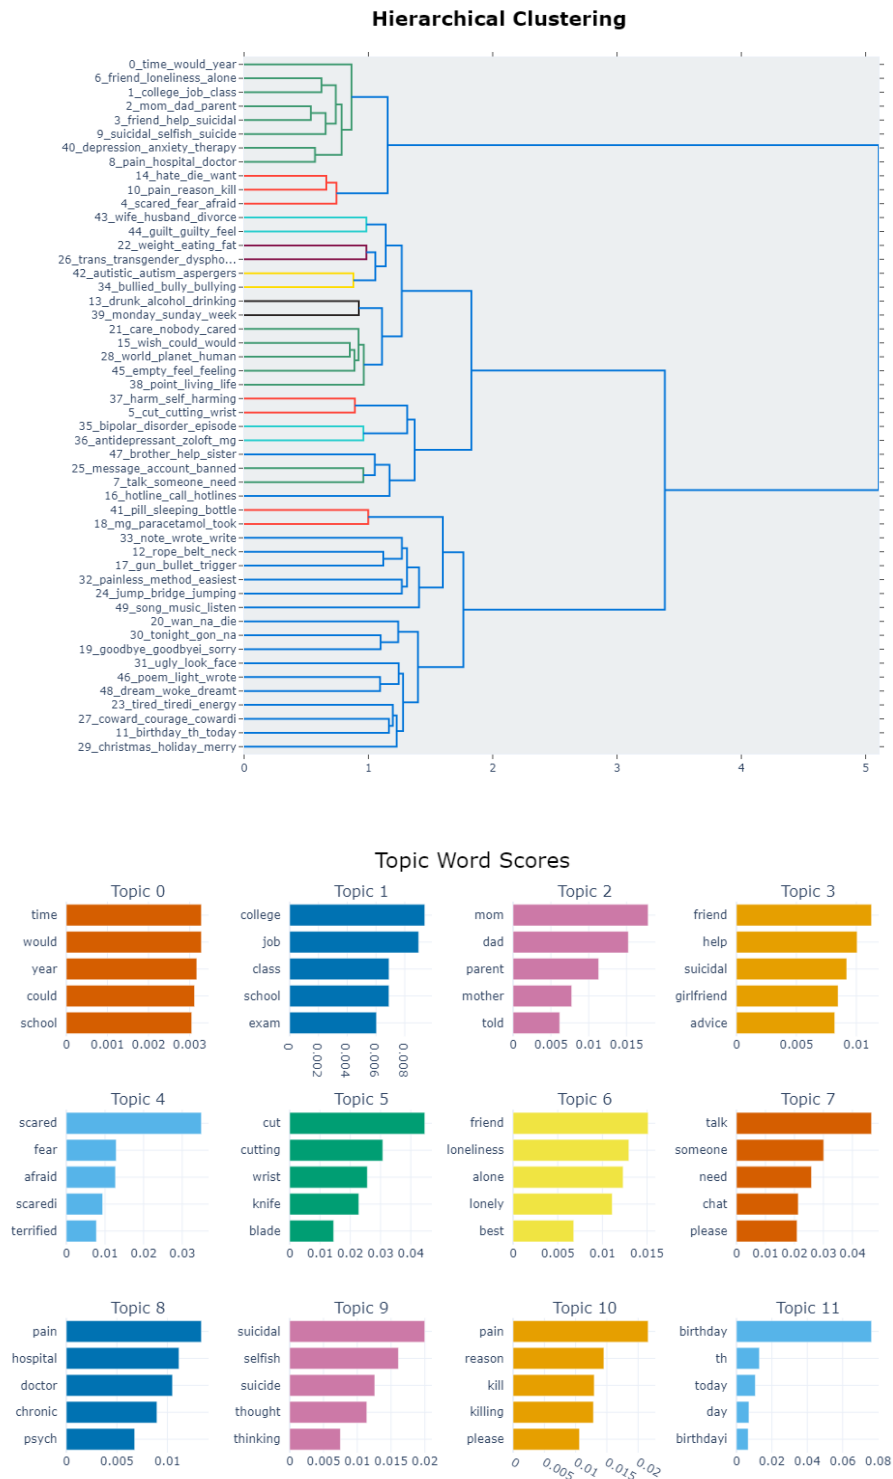 Hierarchical Clustering
0_time_would_year
6_friend_loneliness_alone
1_college_job_class
2_mom_dad_parent
3_friend_help_suicidal
9_suicidal_selfish_suicide
40_depression_anxiety_therapy
8_pain_hospital_doctor
14_hate_die_want
10_pain_reason_kill
4_scared_fear_afraid
43_wife_husband_divorce
44_guilt_guilty_feel
22_weight_eating_fat
26_trans_transgender_dyspho...
42_autistic_autism_aspergers
34_bullied_bully_bullying
13_drunk_alcohol_drinking
39_monday_sunday_week
21_care_nobody_cared
15_wish_could_would
28_world_planet_human
45_empty_feel_feeling
38_point_living_life
37_harm_self_harming
5_cut_cutting_wrist
35_bipolar_disorder_episode
36_antidepressant_zoloft_mg
47_brother_help_sister
25_message_account_banned
7_talk_someone_need
16_hotline_call_hotlines
41_pill_sleeping_bottle
18_mg_paracetamol_took
33_note_wrote_write
12_rope_belt_neck
17_gun_bullet_trigger
32_painless_method_easiest
24_jump_bridge_jumping
49_song_music_listen
20_wan_na_die
30_tonight_gon_na
19_goodbye_goodbyei_sorry
31_ugly_look_face
46_poem_light_wrote
48_dream_woke_dreamt
23_tired_tiredi_energy
27_coward_courage_cowardi
11_birthday_th_today
29_christmas_holiday_merry
0 1 2 3 4 5
Topic Word Scores
Topic 0
time
would
year
could
school
0 0.001 0.002 0.003
Topic 1
college
job
class
school
exam
0 0.002 0.004 0.006 0.008
Topic 2
mom
dad
parent
mother
told
0 0.005 0.01 0.015
Topic 3
friend
help
suicidal
girlfriend
advice
0 0.005 0.01
Topic 4
scared
fear
afraid
scaredi
terrified
0 0.01 0.02 0.03
Topic 5
cut
cutting
wrist
knife
blade
0 0.01 0.02 0.03 0.04
Topic 6
friend
loneliness
alone
lonely
best
0 0.005 0.01 0.015
Topic 7
talk
someone
need
chat
please
0 0.01 0.02 0.03 0.04
Topic 8
pain
hospital
doctor
chronic
psych
0 0.005 0.01
Topic 9
suicidal
selfish
suicide
thought
thinking
0 0.005 0.01 0.015 0.02
Topic 10
pain
reason
kill
killing
please
0 0.005 0.01 0.015 0.02
Topic 11
birthday
th
today
day
birthdayi
0 0.02 0.04 0.06 0.08